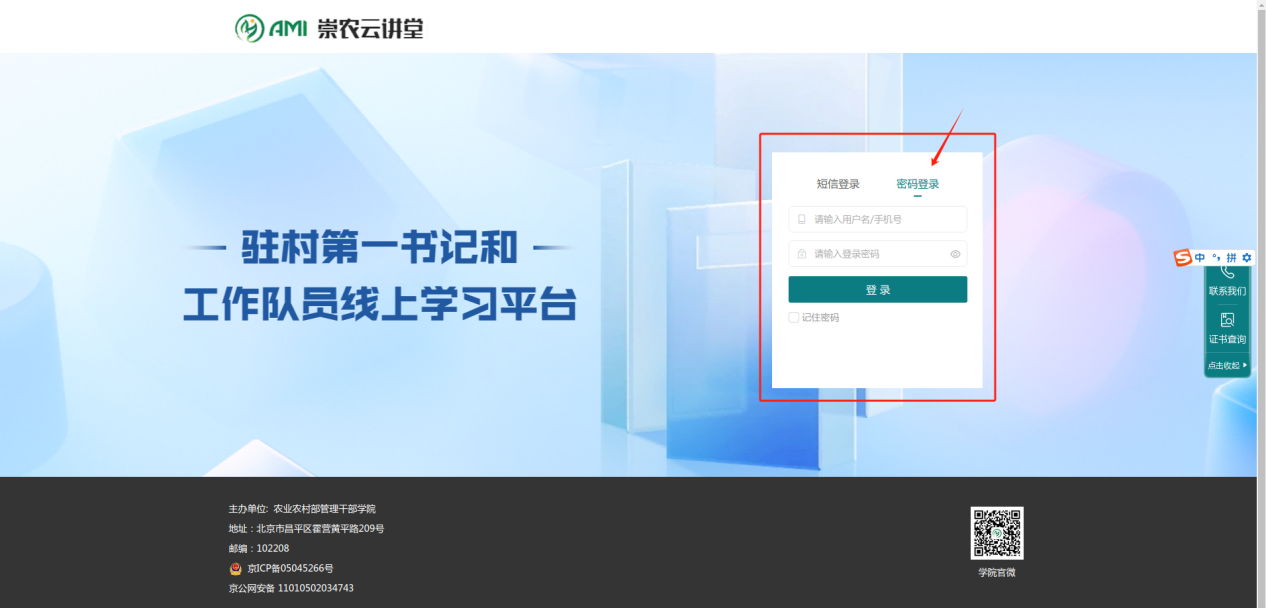 AMI 崇农云讲堂
驻村第一书记和
工作队员线上学习平台
短信登录 密码登录
请输入用户名/手机号
请输入登录密码
登 录
记住密码
中 °, 拼
联系我们
证书查询
点击收起
主办单位: 农业农村部管理干部学院
地址：北京市昌平区霍营黄平路209号
邮编：102208
京ICP备05045266号
京公网安备 11010502034743
学院官微